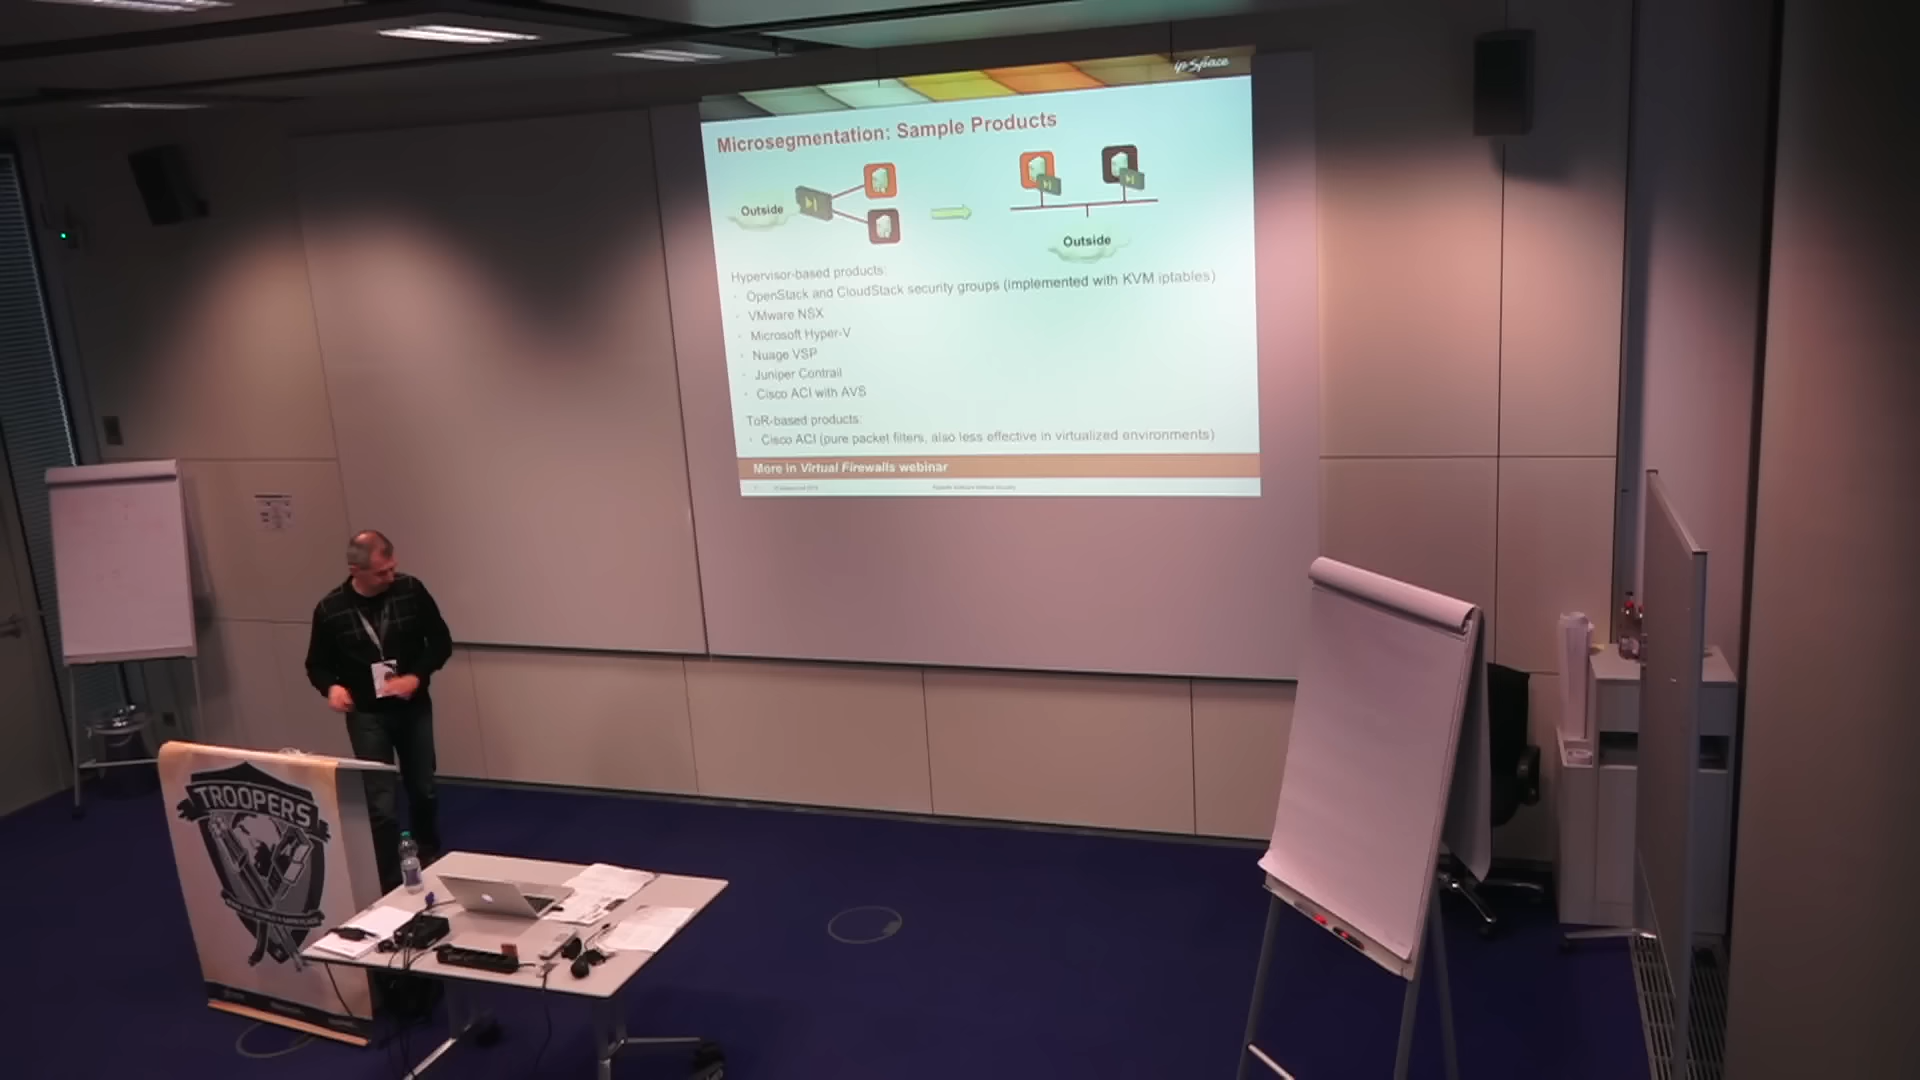 ipSpace
Microsegmentation: Sample Products
Outside
Outside
Hypervisor-based products:
· OpenStack and CloudStack security groups (implemented with KVM iptables)
· VMware NSX
· Microsoft Hyper-V
· Nuage VSP
· Juniper Contrail
· Cisco ACI with AVS
ToR-based products:
· Cisco ACI (pure packet filters, also less effective in virtualized environments)
More in Virtual Firewalls webinar
TROOPERS